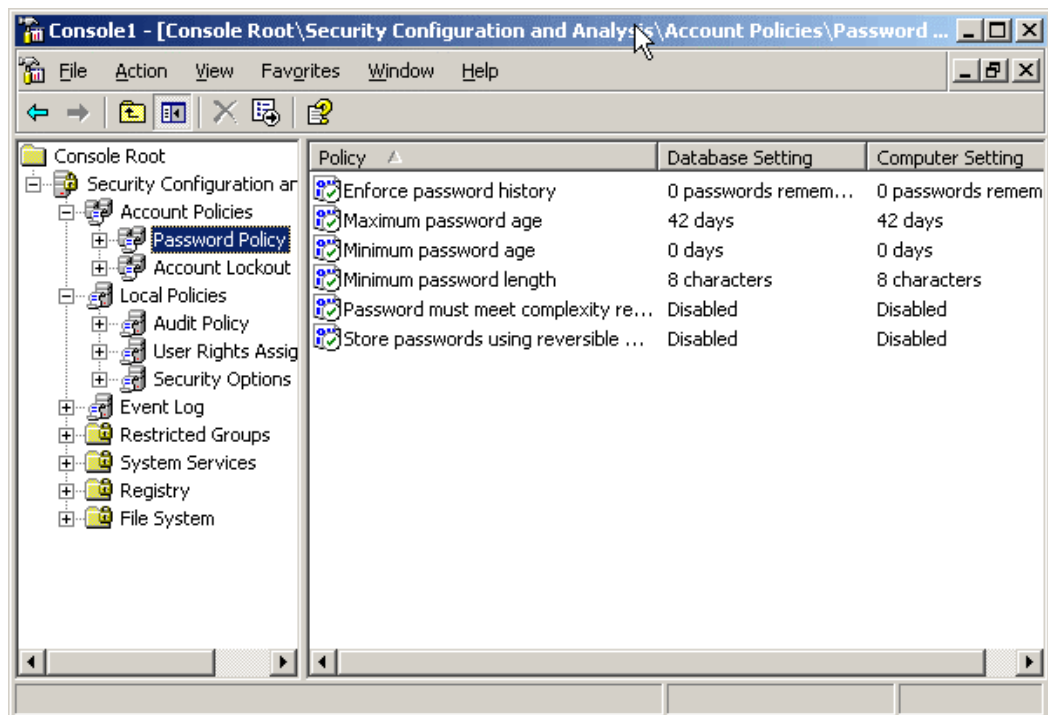 Console1 - [Console Root\Security Configuration and Analysis\Account Policies\Password ...
File Action View Favorites Window Help
Console Root
Security Configuration ar
Account Policies
Password Policy
Account Lockout
Local Policies
Audit Policy
User Rights Assig
Security Options
Event Log
Restricted Groups
System Services
Registry
File System
Policy Database Setting Computer Setting
Enforce password history 0 passwords remem... 0 passwords remem
Maximum password age 42 days 42 days
Minimum password age 0 days 0 days
Minimum password length 8 characters 8 characters
Password must meet complexity re... Disabled Disabled
Store passwords using reversible ... Disabled Disabled